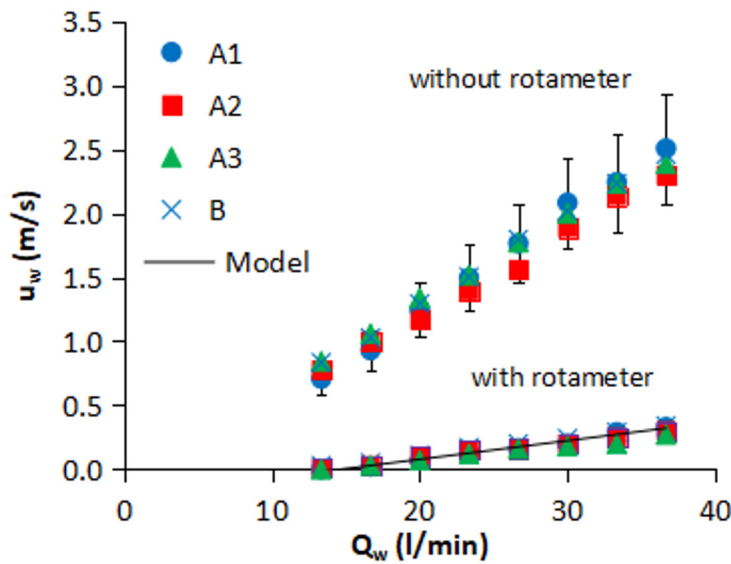 3.5
3.0
2.5
2.0
1.5
1.0
0.5
0.0
u_w (m/s)
A1
A2
A3
B
Model
without rotameter
with rotameter
0
10
20
30
40
Q_w (l/min)